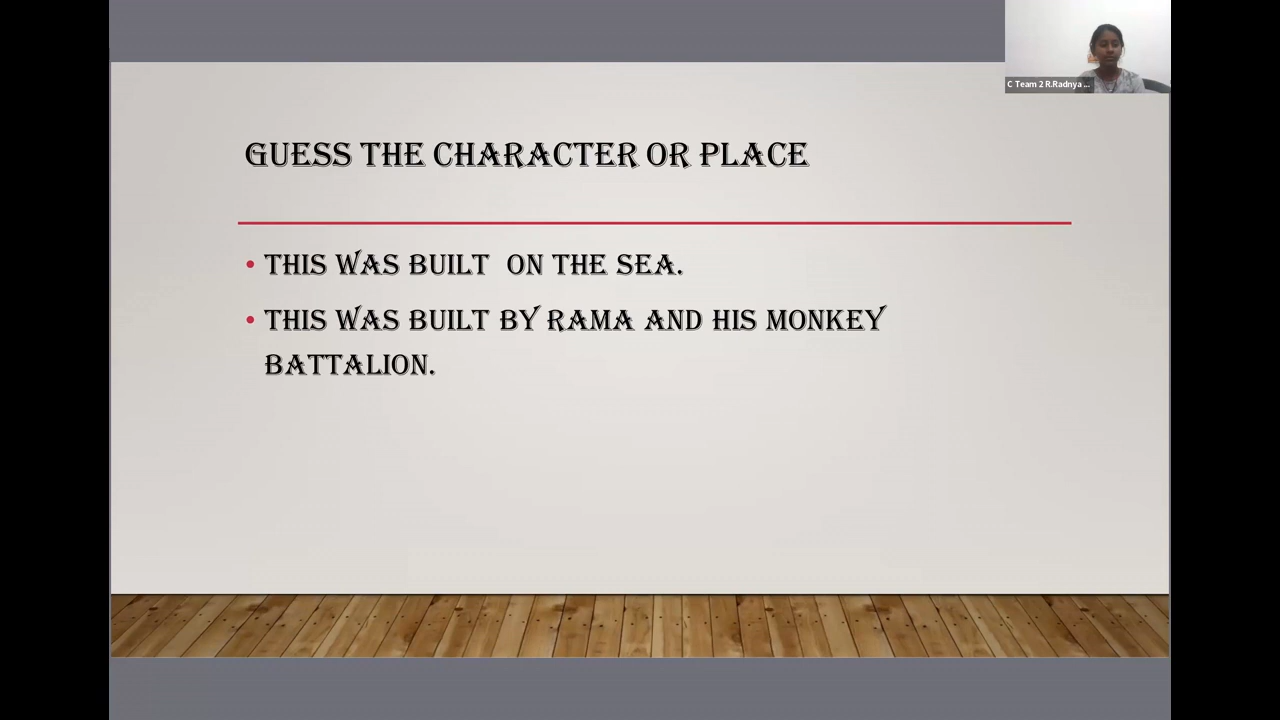 C Team 2 R.Radnya ...
GUESS THE CHARACTER OR PLACE
• THIS WAS BUILT  ON THE SEA.
• THIS WAS BUILT BY RAMA AND HIS MONKEY
BATTALION.